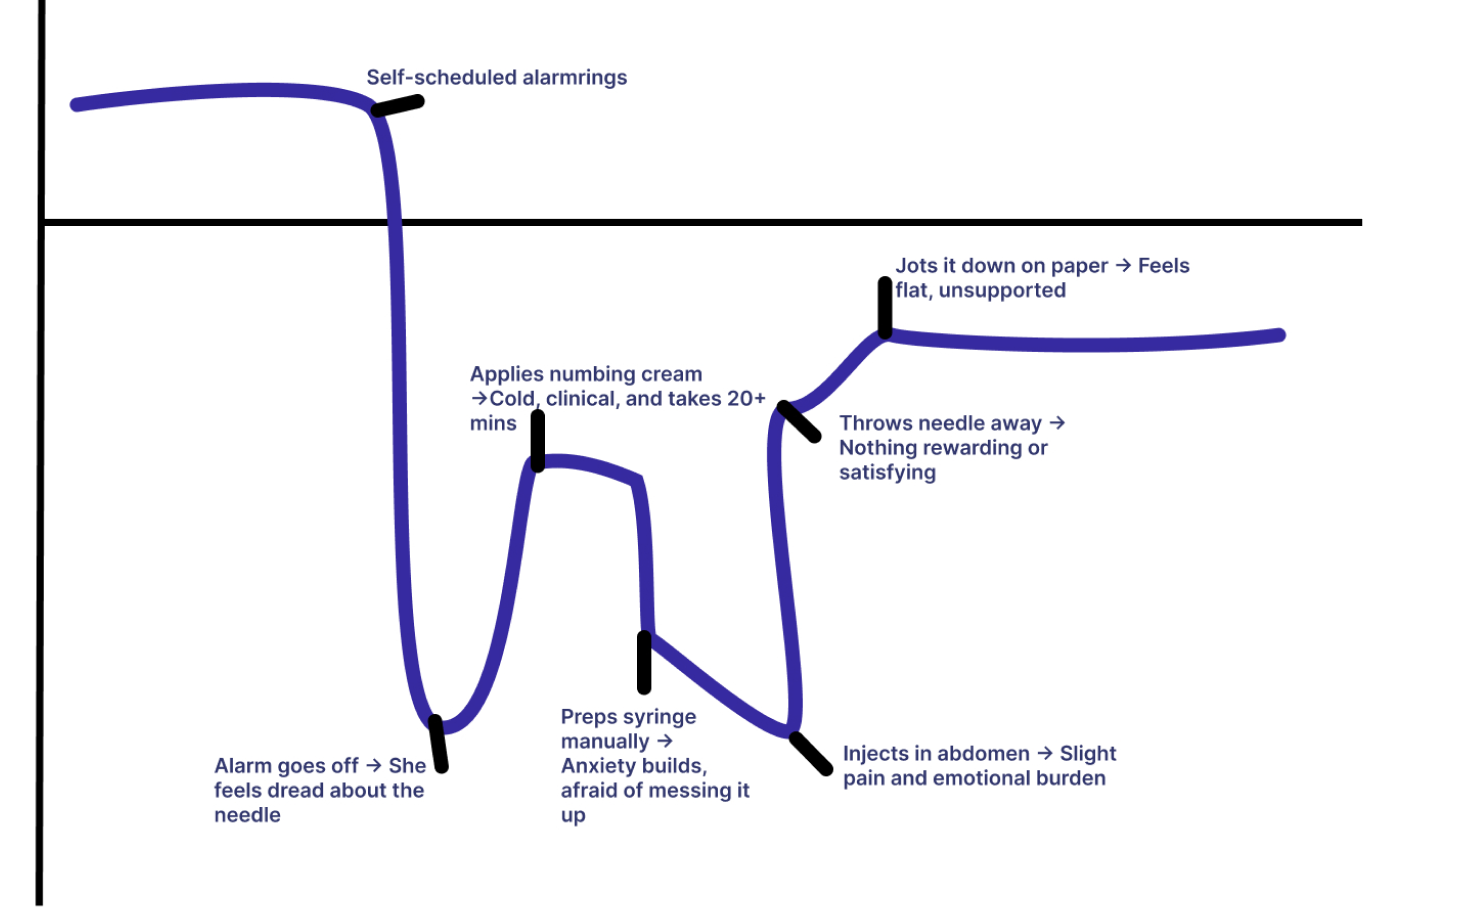 Self-scheduled alarmrings
Jots it down on paper → Feels
flat, unsupported
Applies numbing cream
→Cold, clinical, and takes 20+
mins
Throws needle away →
Nothing rewarding or
satisfying
Preps syringe
manually →
Anxiety builds,
afraid of messing it
up
Injects in abdomen → Slight
pain and emotional burden
Alarm goes off → She
feels dread about the
needle